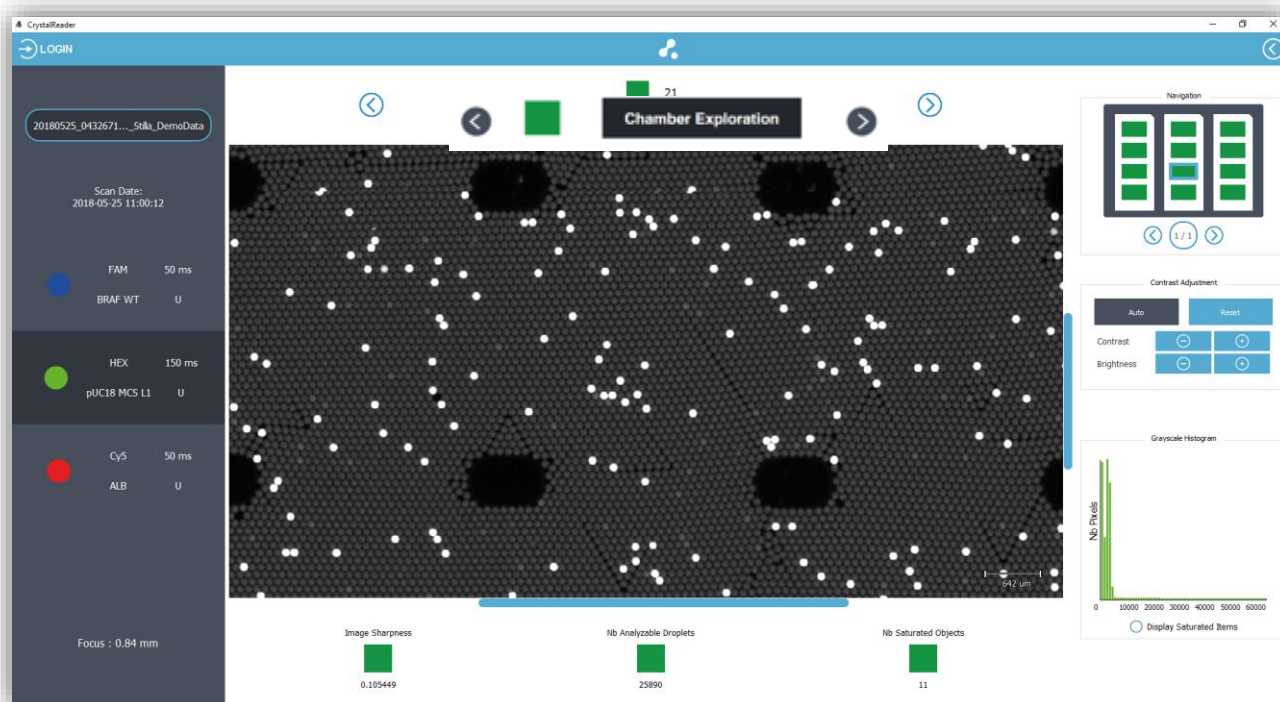 CrystalReader
LOGIN
20180525_0432671..._Stilla_DemoData
Scan Date:
2018-05-25 11:00:12
FAM 50 ms
BRAF WT U
HEX 150 ms
pUC18 MCS L1 U
Cy5 50 ms
ALB U
Focus : 0.84 mm
21
Chamber Exploration
642 um
Image Sharpness
0.105449
Nb Analyzable Droplets
25890
Nb Saturated Objects
11
Navigation
1 / 1
Contrast Adjustment
Auto Reset
Contrast
Brightness
Grayscale Histogram
Nb Pixels
0 10000 20000 30000 40000 50000 60000
Display Saturated Items